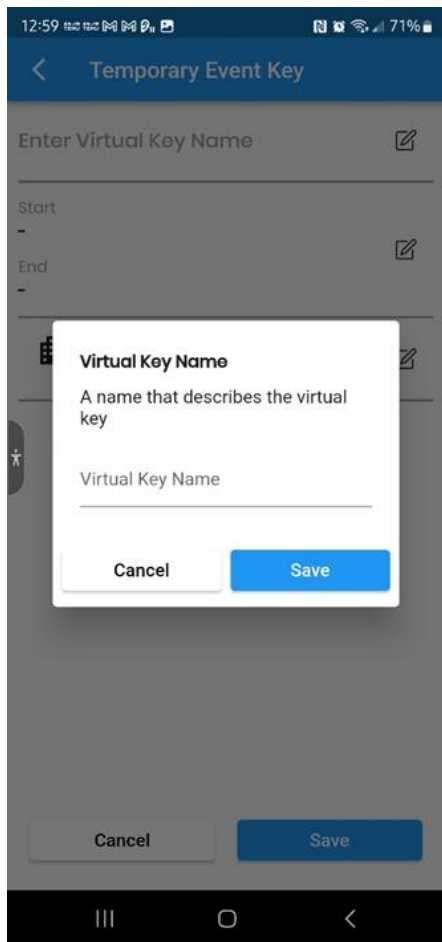 12:59
71%
Temporary Event Key
Enter Virtual Key Name
Start
-
End
-
Virtual Key Name
A name that describes the virtual
key
Virtual Key Name
Cancel Save
Cancel Save